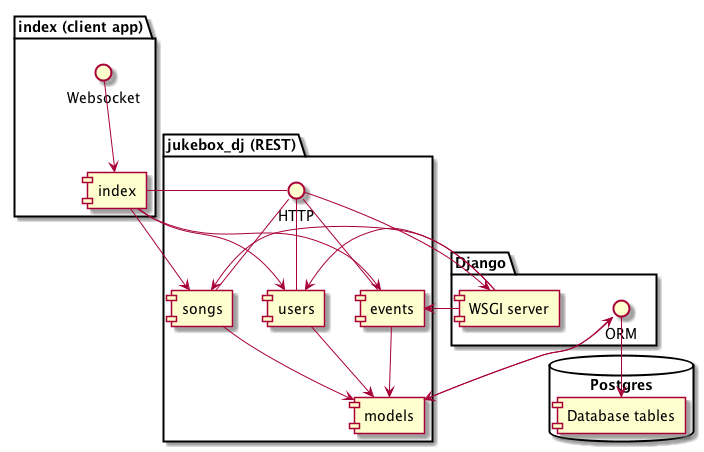 index (client app)
Websocket
index
jukebox_dj (REST)
HTTP
songs
users
events
models
Django
WSGI server
ORM
Postgres
Database tables